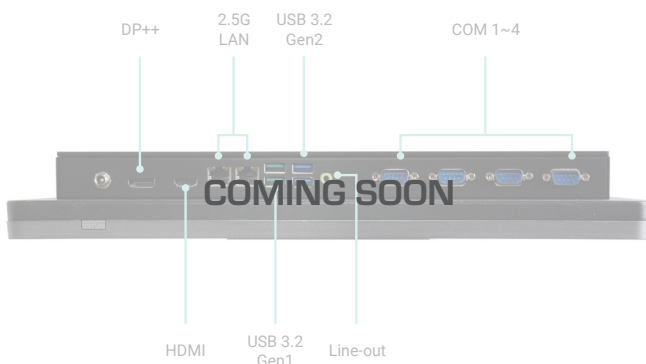 DP++
2.5G
LAN
USB 3.2
Gen2
COM 1~4
COMING SOON
HDMI
USB 3.2
Gen1
Line-out